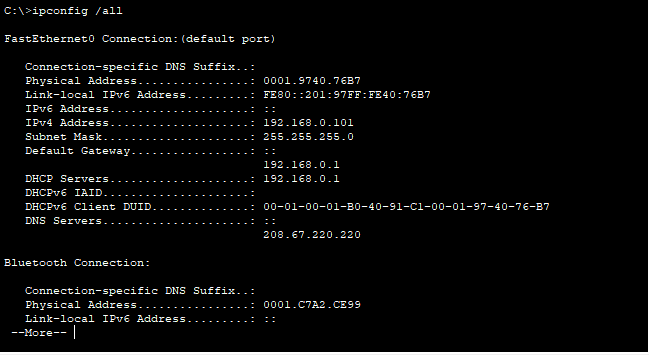 C:\>ipconfig /all
FastEthernet0 Connection:(default port)
Connection-specific DNS Suffix..:
Physical Address................: 0001.9740.76B7
Link-local IPv6 Address.........: FE80::201:97FF:FE40:76B7
IPv6 Address....................: ::
IPv4 Address....................: 192.168.0.101
Subnet Mask.....................: 255.255.255.0
Default Gateway.................: ::
192.168.0.1
DHCP Servers....................: 192.168.0.1
DHCPv6 IAID.....................:
DHCPv6 Client DUID..............: 00-01-00-01-B0-40-91-C1-00-01-97-40-76-B7
DNS Servers.....................: ::
208.67.220.220
Bluetooth Connection:
Connection-specific DNS Suffix..:
Physical Address................: 0001.C7A2.CE99
Link-local IPv6 Address.........: ::
--More--